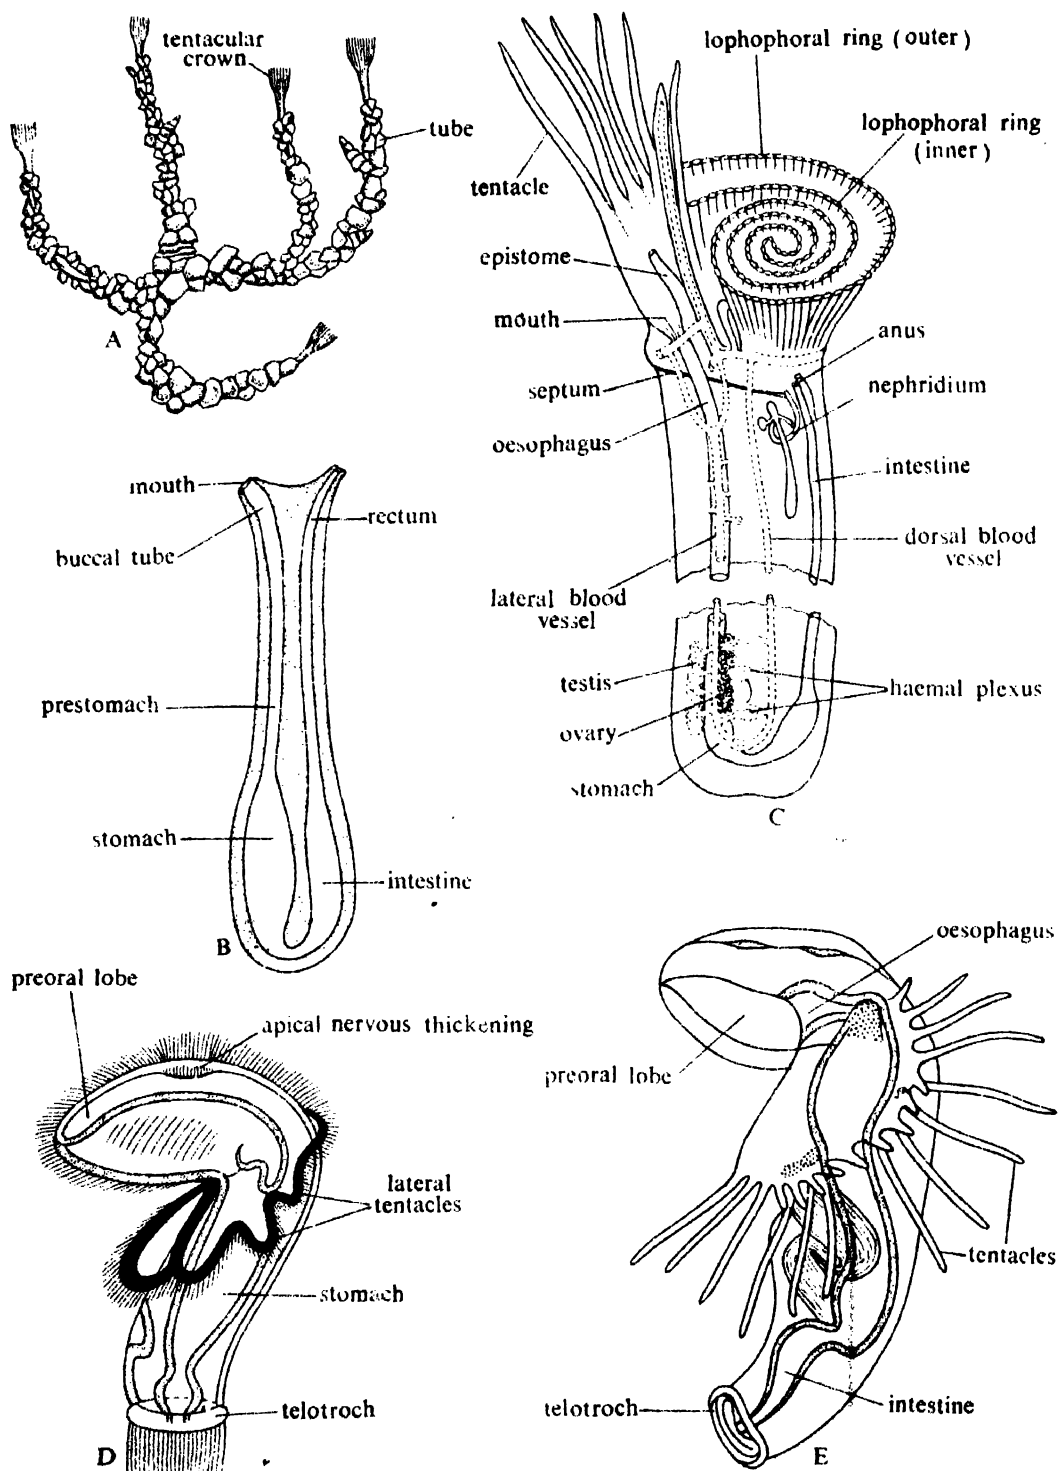 tentacular
crown
tube
A
mouth
rectum
buccal tube
prestomach
stomach
intestine
B
lophophoral ring (outer)
lophophoral ring
(inner)
tentacle
epistome
mouth
anus
septum
nephridium
oesophagus
intestine
dorsal blood
vessel
lateral blood
vessel
testis
haemal plexus
ovary
stomach
C
preoral lobe
apical nervous thickening
lateral
tentacles
stomach
telotroch
D
oesophagus
preoral lobe
tentacles
telotroch
intestine
E